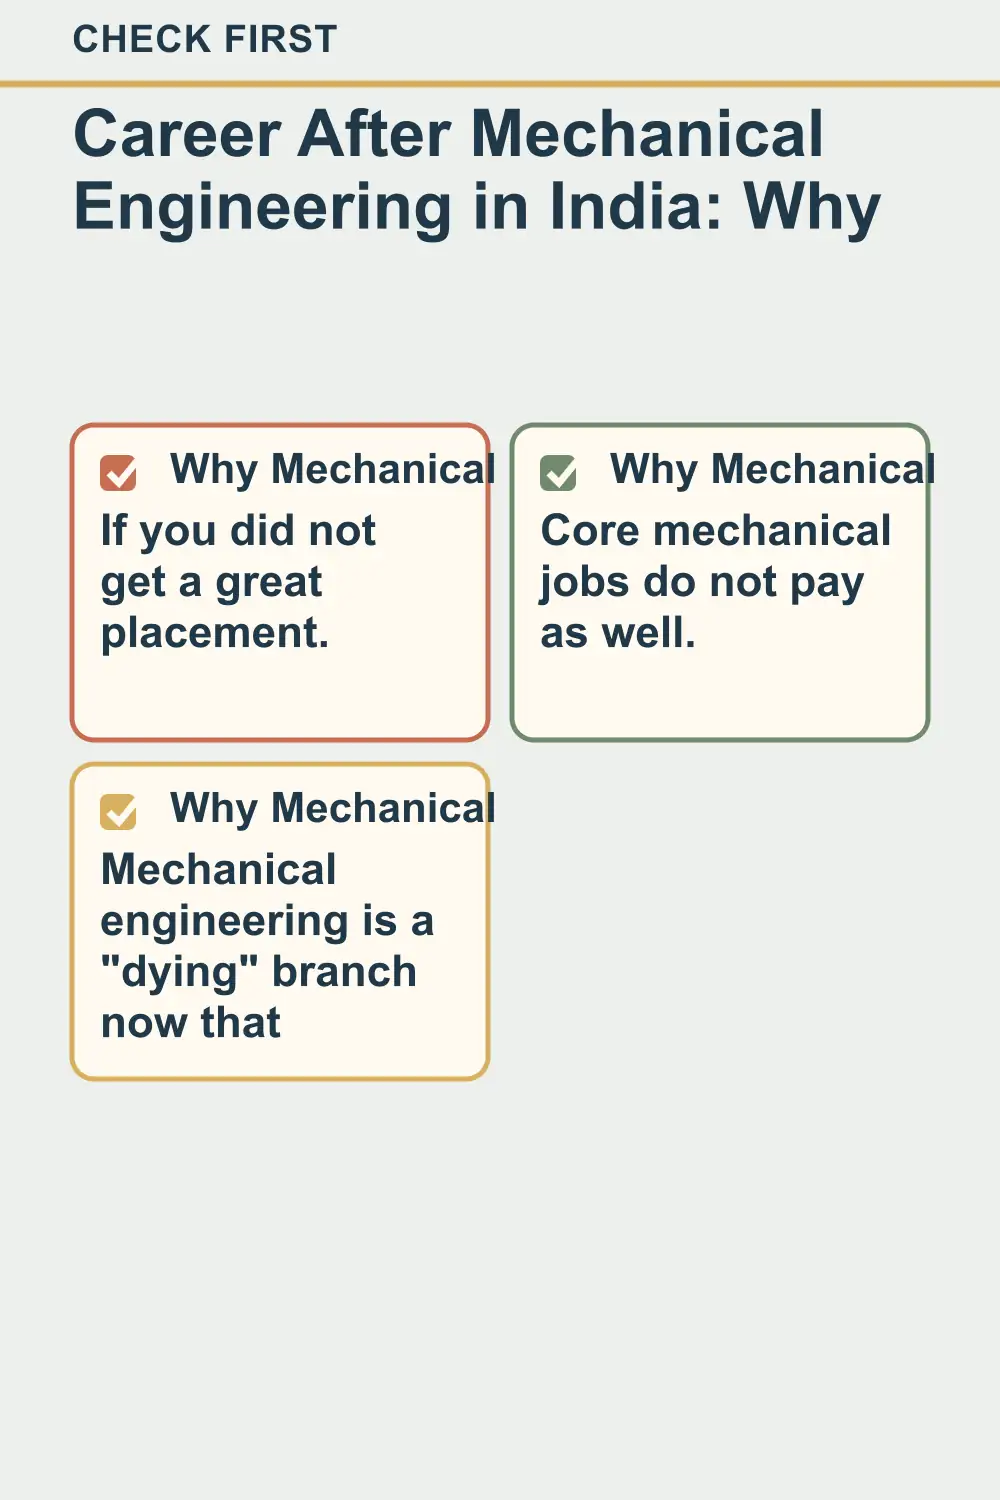 CHECK FIRST
Career After Mechanical
Engineering in India: Why
Why Mechanical
If you did not
get a great
placement.
Why Mechanical
Core mechanical
jobs do not pay
as well.
Why Mechanical
Mechanical
engineering is a
"dying" branch
now that